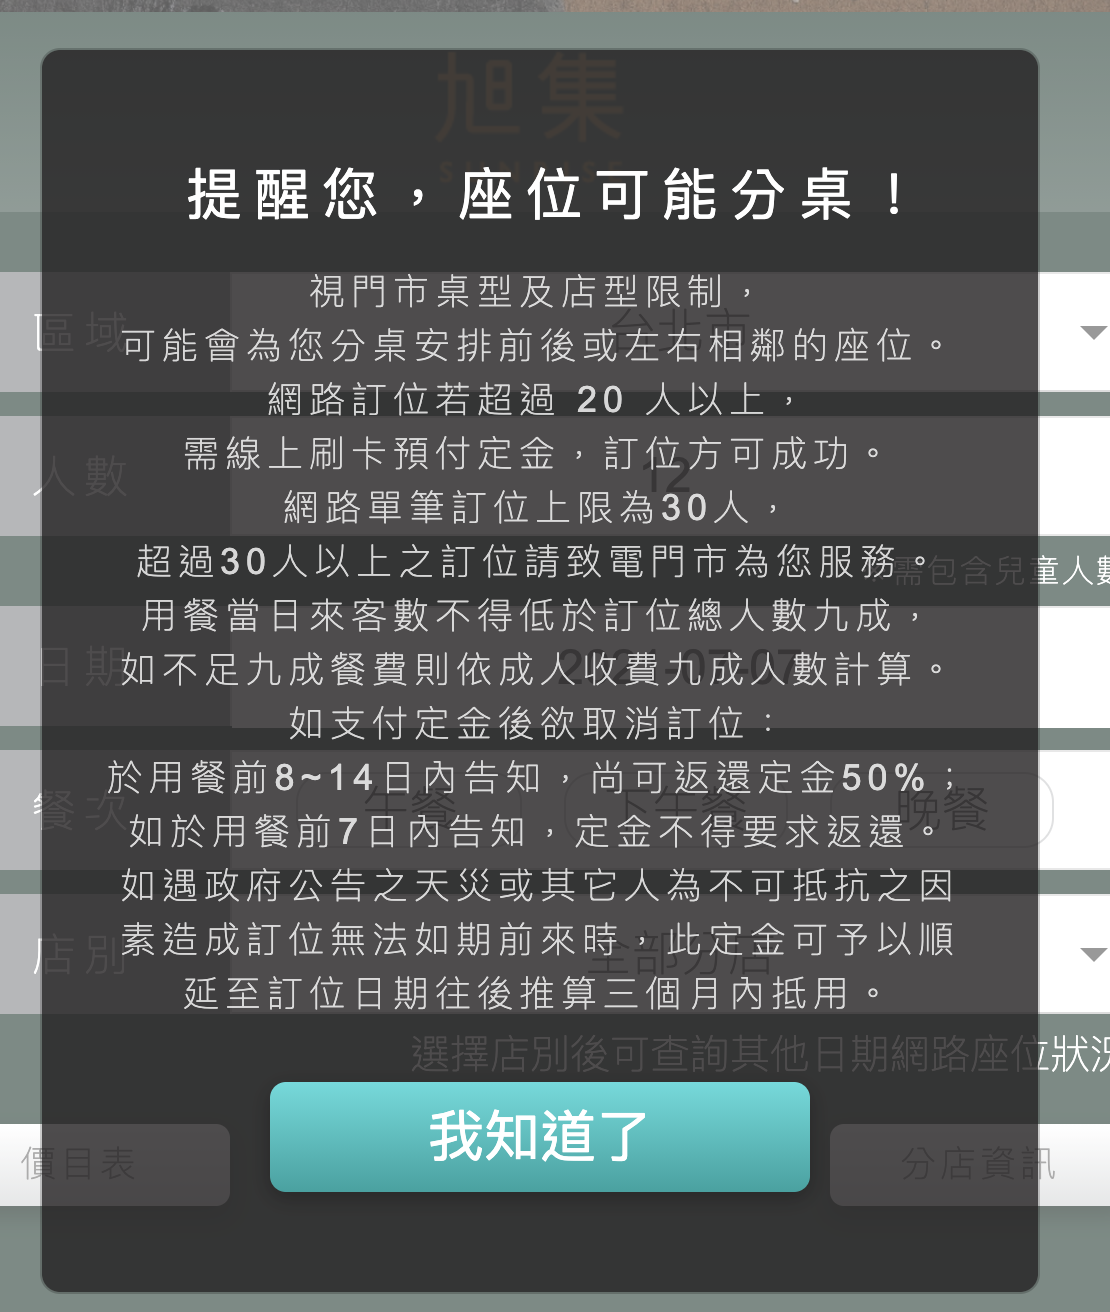 旭集
SUNRISE
提醒您，座位可能分桌！
視門市桌型及店型限制，
可能會為您分桌安排前後或左右相鄰的座位。
網路訂位若超過 20 人以上，
需線上刷卡預付定金，訂位方可成功。
網路單筆訂位上限為30人，
超過30人以上之訂位請致電門市為您服務。
用餐當日來客數不得低於訂位總人數九成，
如不足九成餐費則依成人收費九成人數計算。
如支付定金後欲取消訂位：
於用餐前8~14日內告知，尚可返還定金50%；
如於用餐前7日內告知，定金不得要求返還。
如遇政府公告之天災或其它人為不可抵抗之因
素造成訂位無法如期前來時，此定金可予以順
延至訂位日期往後推算三個月內抵用。
我知道了
區域
台北市
人數
12
需包含兒童人數
日期
餐次
午餐
下午餐
晚餐
店別
全部分店
選擇店別後可查詢其他日期網路座位狀況
價目表
分店資訊